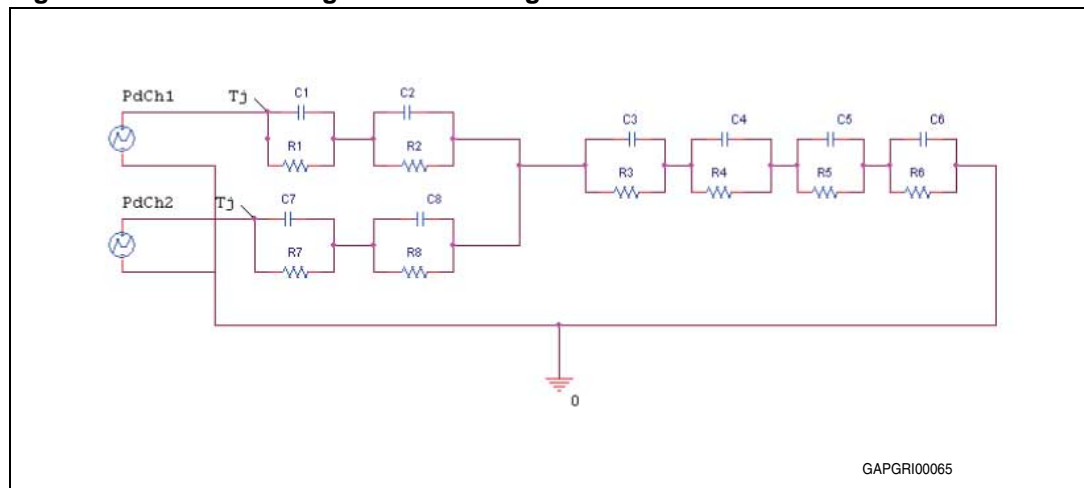 PdCh1
Tj
C1
C2
R1
R2
C3
C4
C5
C6
R3
R4
R5
R6
PdCh2
Tj
C7
C8
R7
R8
0
GAPGRI00065